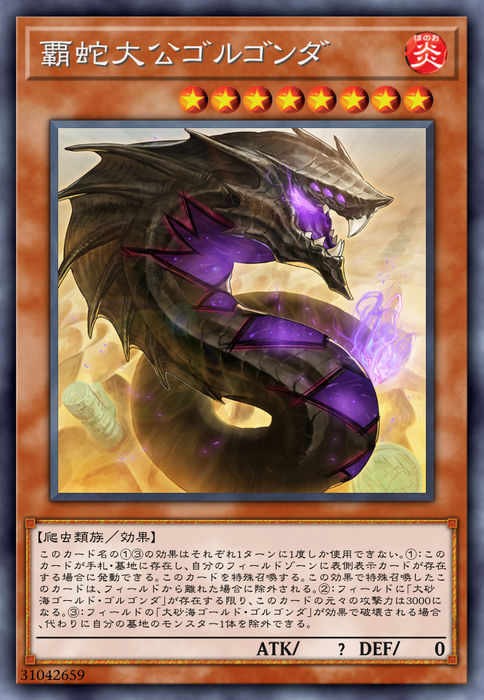 覇蛇大公ゴルゴンダ
ほのお
炎
【爬虫類族/効果】
このカード名の①③の効果はそれぞれ1ターンに1度しか使用できない。①:この
カードが手札・墓地に存在し、自分のフィールドゾーンに表側表示カードが存在
する場合に発動できる。このカードを特殊召喚する。この効果で特殊召喚したこ
のカードは、フィールドから離れた場合に除外される。②:フィールドに「大砂
海ゴールド・ゴルゴンダ」が存在する限り、このカードの元々の攻撃力は3000に
なる。③:フィールドの「大砂海ゴールド・ゴルゴンダ」が効果で破壊される場合、
代わりに自分の墓地のモンスター1体を除外できる。
ATK/ ? DEF/ 0
31042659